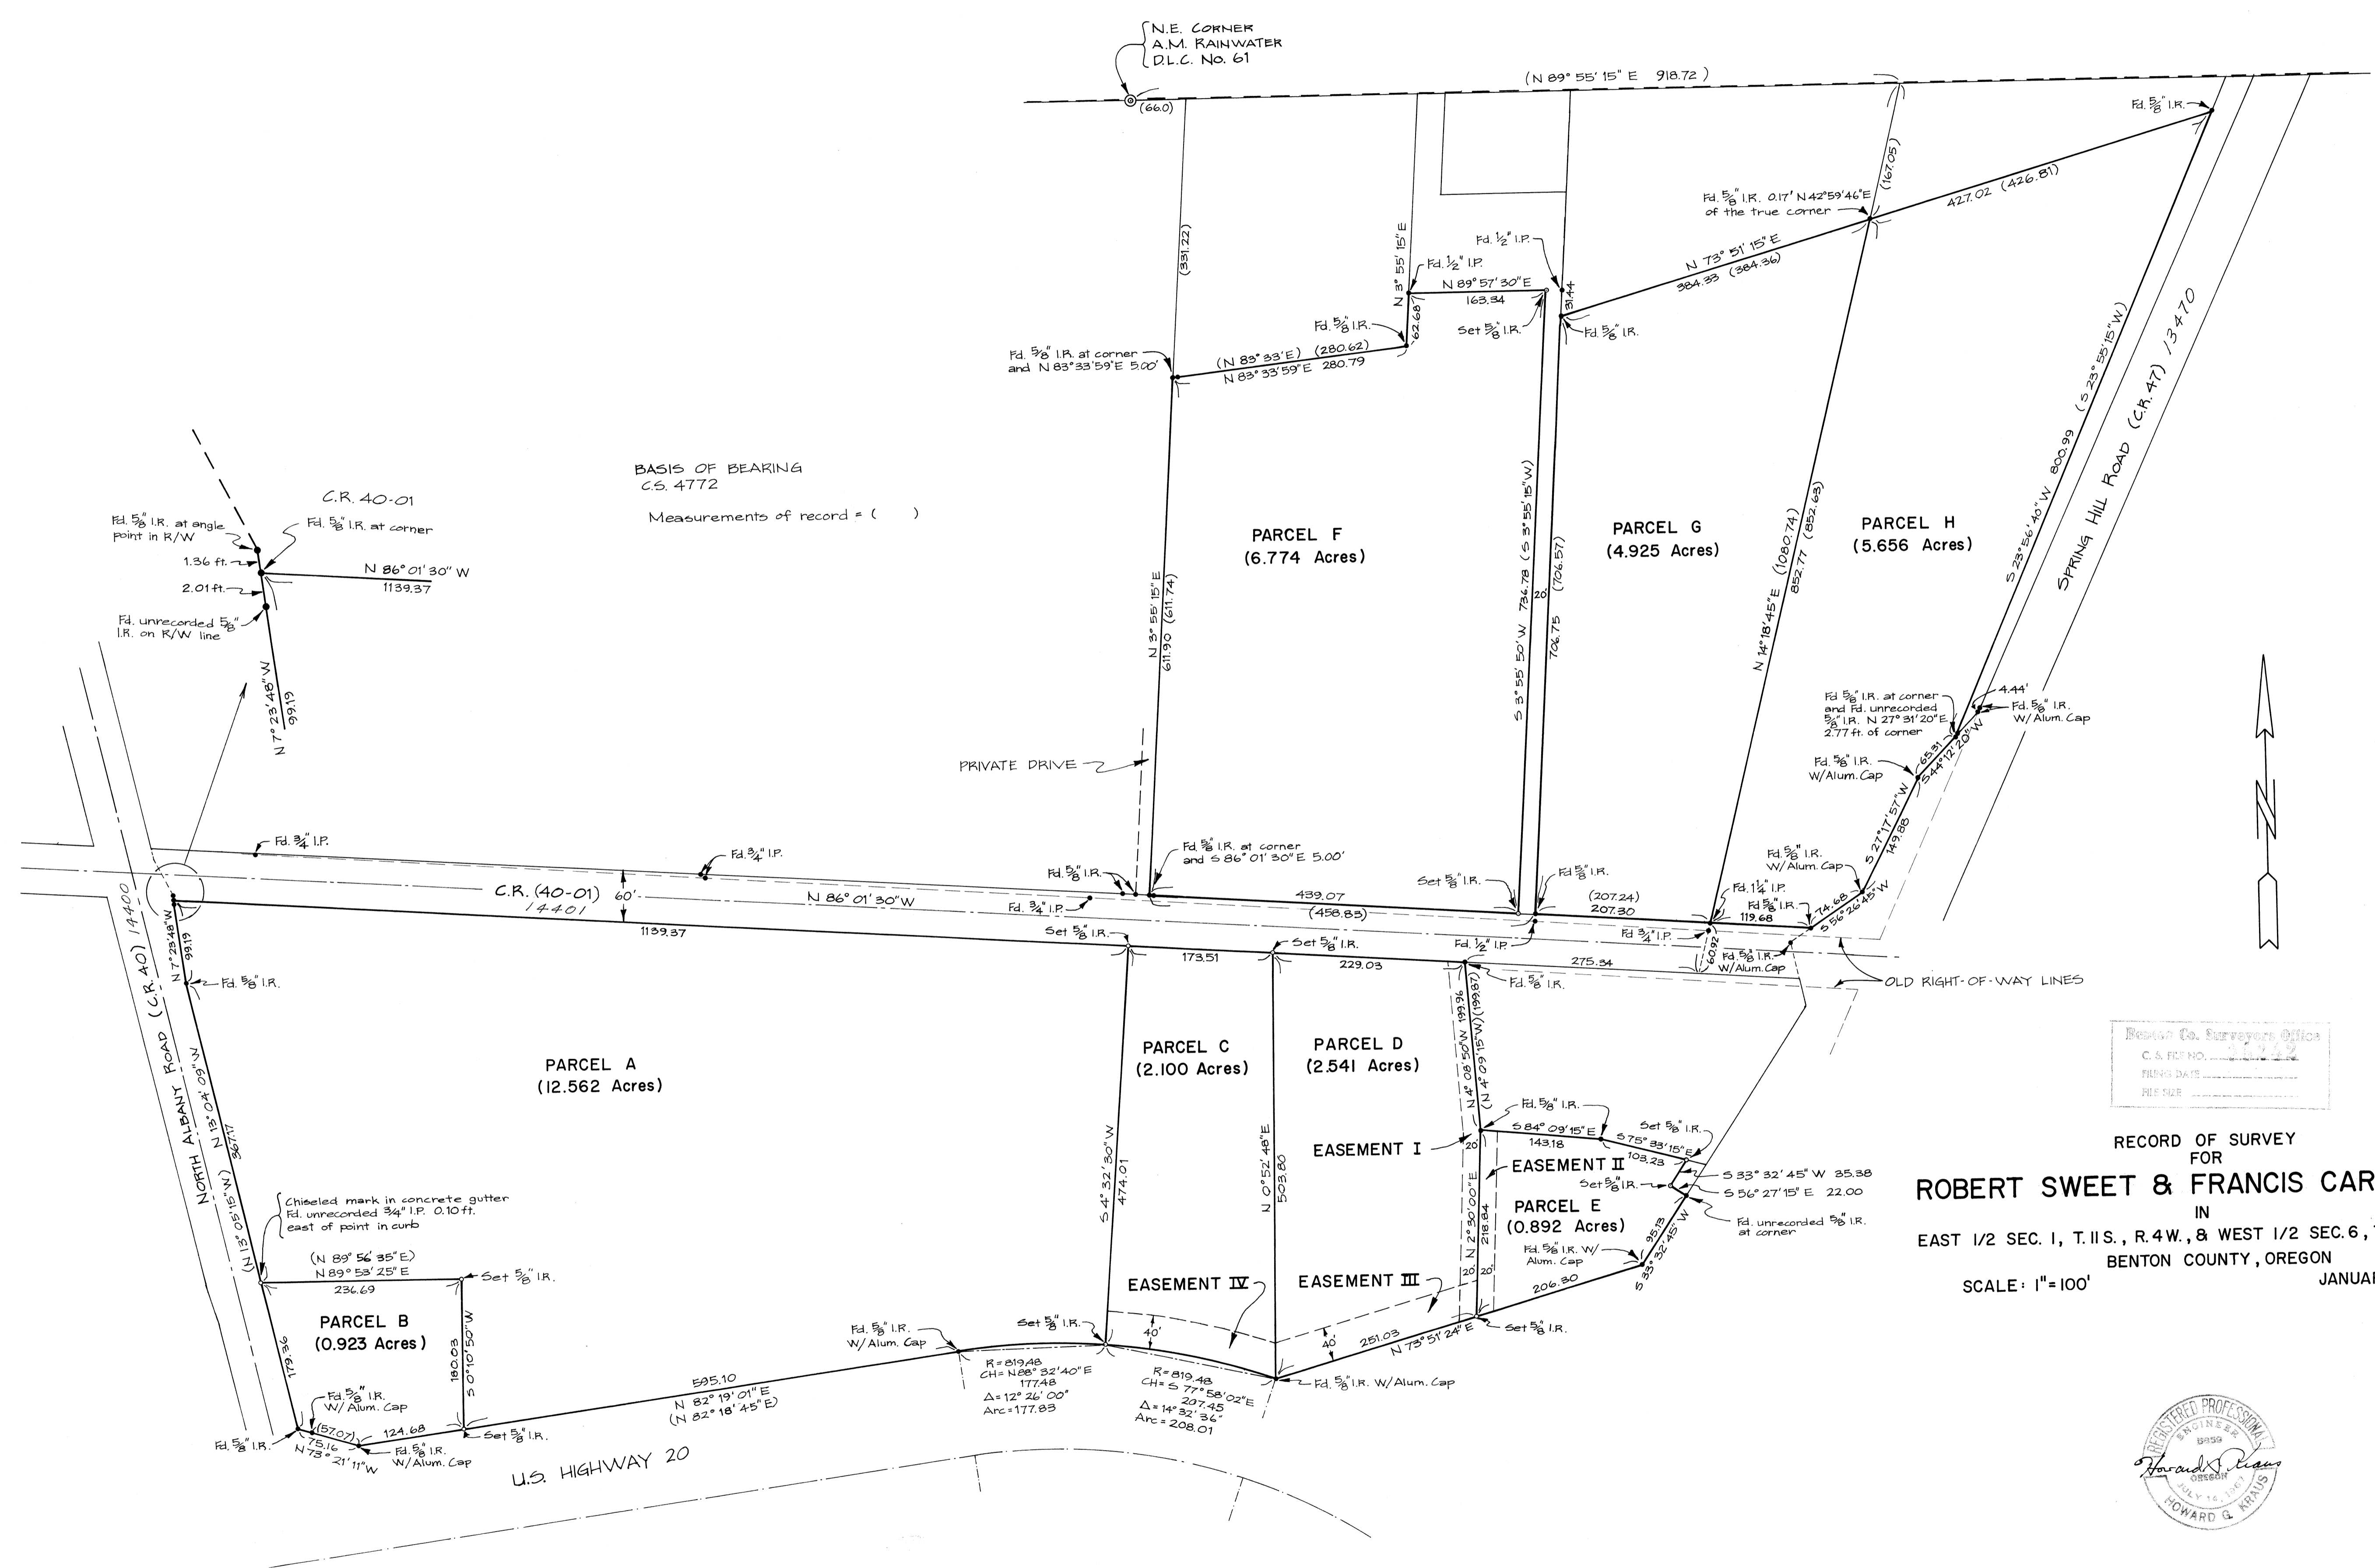 N.E. CORNER
A.M. RAINWATER
D.L.C. No. 61
(66.0)
(N 89° 55' 15" E 918.72 )
Fd. 5/8" I.R.
(331.22)
N 3° 55' 15" E
(167.05)
Fd. 5/8" I.R. 0.17' N 42°59'46"E
of the true corner
427.02 (426.81)
Fd. 1/2" I.P.
Fd. 1/2" I.P.
N 89° 57' 30" E
163.34
31.44
N 73° 51' 15" E
384.33 (384.36)
Set 5/8" I.R.
Fd. 5/8" I.R.
Fd. 5/8" I.R.
62.68
Fd. 5/8" I.R. at corner
and N 83°33'59"E 5.00'
(N 83° 33' E) (280.62)
N 83° 33' 59" E 280.79
BASIS OF BEARING
C.S. 4772
Measurements of record = ( )
C.R. 40-01
Fd. 5/8" I.R. at angle
point in R/W
Fd. 5/8" I.R. at corner
1.36 ft.
N 86° 01' 30" W
1139.37
2.01 ft.
Fd. unrecorded 5/8"
I.R. on R/W line
N 7° 23' 48" W
99.19
PARCEL F
(6.774 Acres)
PARCEL G
(4.925 Acres)
PARCEL H
(5.656 Acres)
N 3° 55' 15" E
611.90 (611.74)
S 3° 55' 50" W 736.78 (S 3° 55' 15" W)
20'
706.75 (706.57)
N 14° 18' 45" E (1080.74)
852.77 (852.63)
S 23° 56' 40" W 800.99 (S 23° 55' 15" W)
SPRING HILL ROAD (C.R. 47) 13470
Fd. 5/8" I.R. at corner
and Fd. unrecorded
5/8" I.R. N 27° 31' 20" E
2.77 ft. of corner
4.44'
Fd. 5/8" I.R.
W/Alum. Cap
65.31
S 44° 12' 20" W
Fd. 5/8" I.R.
W/Alum. Cap
S 27° 17' 57" W
149.88
PRIVATE DRIVE
Fd. 3/4" I.P.
Fd. 3/4" I.P.
Fd. 5/8" I.R. at corner
and S 86° 01' 30" E 5.00'
Fd. 5/8" I.R.
Fd. 3/4" I.P.
Fd. 5/8" I.R.
W/Alum. Cap
74.68
S 56° 26' 45" W
C.R. (40-01)
14401
60'
N 86° 01' 30" W
1139.37
439.07
(458.83)
Set 5/8" I.R.
Fd. 5/8" I.R.
(207.24)
207.30
Fd. 1 1/4" I.P.
Fd. 5/8" I.R.
119.68
Fd. 1/2" I.P.
Fd. 3/4" I.P.
60.92
Fd. 5/8" I.R.
W/Alum. Cap
OLD RIGHT-OF-WAY LINES
Set 5/8" I.R.
173.51
Set 5/8" I.R.
229.03
275.34
Fd. 5/8" I.R.
N 7° 23' 48" W
99.19
Fd. 5/8" I.R.
NORTH ALBANY ROAD (C.R. 40) 14400
(N 13° 05' 15" W) N 13° 04' 09" W
367.17
PARCEL A
(12.562 Acres)
PARCEL C
(2.100 Acres)
PARCEL D
(2.541 Acres)
S 4° 32' 30" W
474.01
N 0° 52' 48" E
503.80
N 4° 08' 50" W 199.96
(N 4° 09' 15" W) (199.87)
Fd. 5/8" I.R.
EASEMENT I
20'
S 84° 09' 15" E
143.18
S 75° 33' 15" E
103.23
Set 5/8" I.R.
EASEMENT II
S 33° 32' 45" W 35.38
Set 5/8" I.R.
S 56° 27' 15" E 22.00
N 2° 30' 00" E
218.84
PARCEL E
(0.892 Acres)
Fd. unrecorded 5/8" I.R.
at corner
95.13
S 33° 32' 45" W
Fd. 5/8" I.R. W/
Alum. Cap
20'
20'
206.30
Set 5/8" I.R.
EASEMENT IV
EASEMENT III
40'
40'
251.03
N 73° 51' 24" E
Fd. 5/8" I.R. W/Alum. Cap
Chiseled mark in concrete gutter
Fd. unrecorded 3/4" I.P. 0.10 ft.
east of point in curb
(N 89° 56' 35" E)
N 89° 53' 25" E
236.69
Set 5/8" I.R.
PARCEL B
(0.923 Acres)
179.36
180.03
S 0° 10' 50" W
Fd. 5/8" I.R.
W/Alum. Cap
Fd. 5/8" I.R.
(57.07)
75.16
N 73° 21' 11" W
124.68
Fd. 5/8" I.R.
W/Alum. Cap
Set 5/8" I.R.
595.10
N 82° 19' 01" E
(N 82° 18' 45" E)
Fd. 5/8" I.R.
W/Alum. Cap
Set 5/8" I.R.
R = 819.48
CH = N 88° 32' 40" E
177.48
Δ = 12° 26' 00"
Arc = 177.83
R = 819.48
CH = S 77° 58' 02" E
207.45
Δ = 14° 32' 36"
Arc = 208.01
U.S. HIGHWAY 20
Benton Co. Surveyors Office
C. S. FILE NO.
FILING DATE
FILE SIZE
RECORD OF SURVEY
FOR
ROBERT SWEET & FRANCIS CAR
IN
EAST 1/2 SEC. 1, T. 11 S., R. 4 W., & WEST 1/2 SEC. 6,
BENTON COUNTY, OREGON
SCALE: 1"=100'
JANUAR
REGISTERED PROFESSIONAL
ENGINEER
5859
Howard G. Kraus
OREGON
HOWARD G. KRAUS